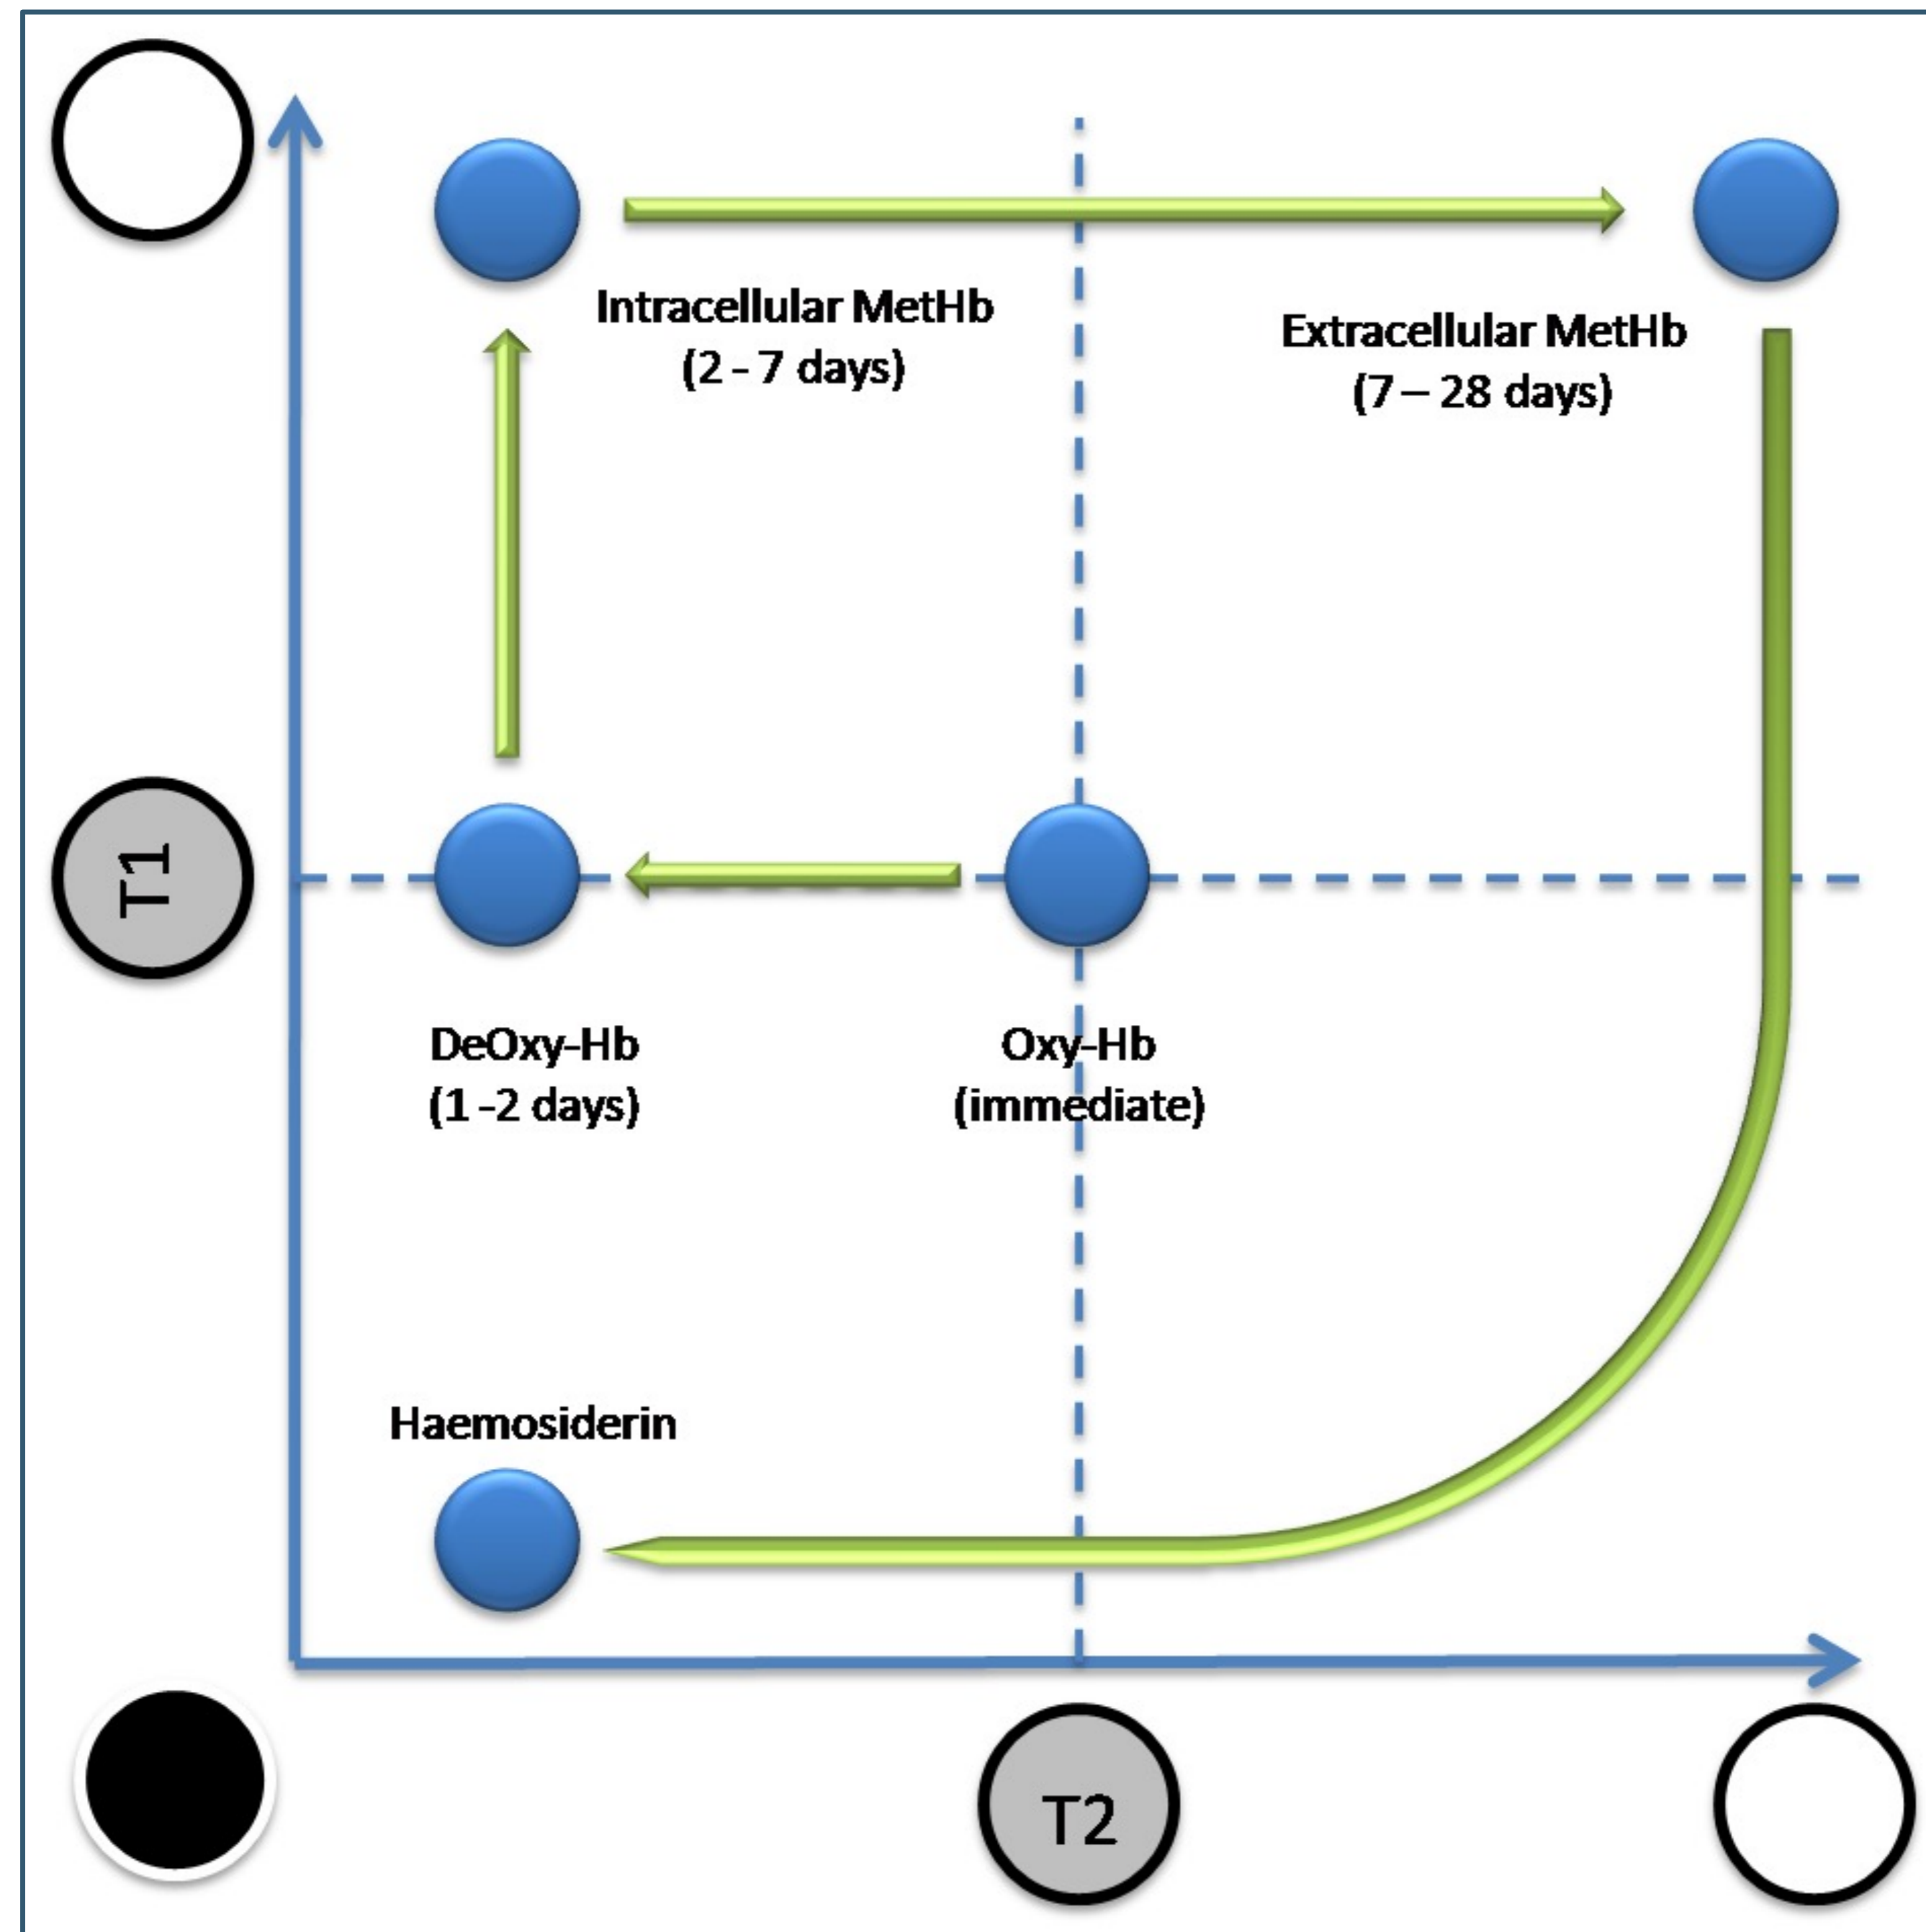 Intracellular MetHb
(2 - 7 days)
Extracellular MetHb
(7 – 28 days)
T1
DeOxy-Hb
(1 -2 days)
Oxy-Hb
(immediate)
Haemosiderin
T2